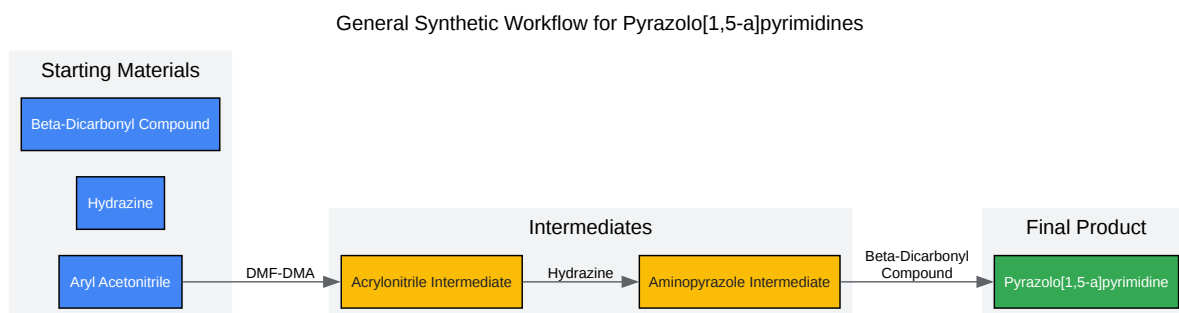 General Synthetic Workflow for Pyrazolo[1,5-a]pyrimidines
Starting Materials
Beta-Dicarbonyl Compound
Hydrazine
Aryl Acetonitrile
DMF-DMA
Intermediates
Acrylonitrile Intermediate
Hydrazine
Aminopyrazole Intermediate
Beta-Dicarbonyl
Compound
Final Product
Pyrazolo[1,5-a]pyrimidine